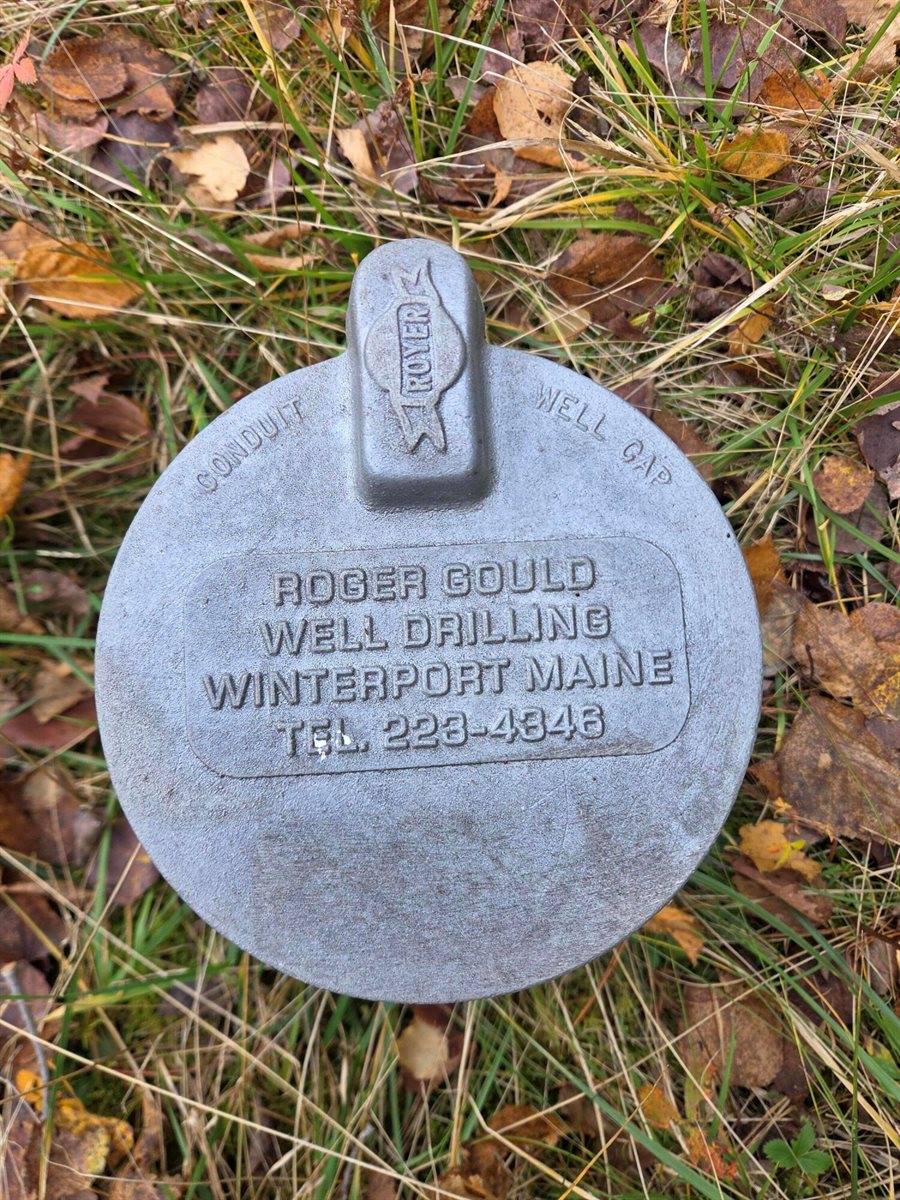 ROYER
CONDUIT WELL CAP
ROGER GOULD
WELL DRILLING
WINTERPORT MAINE
TEL. 223-4346